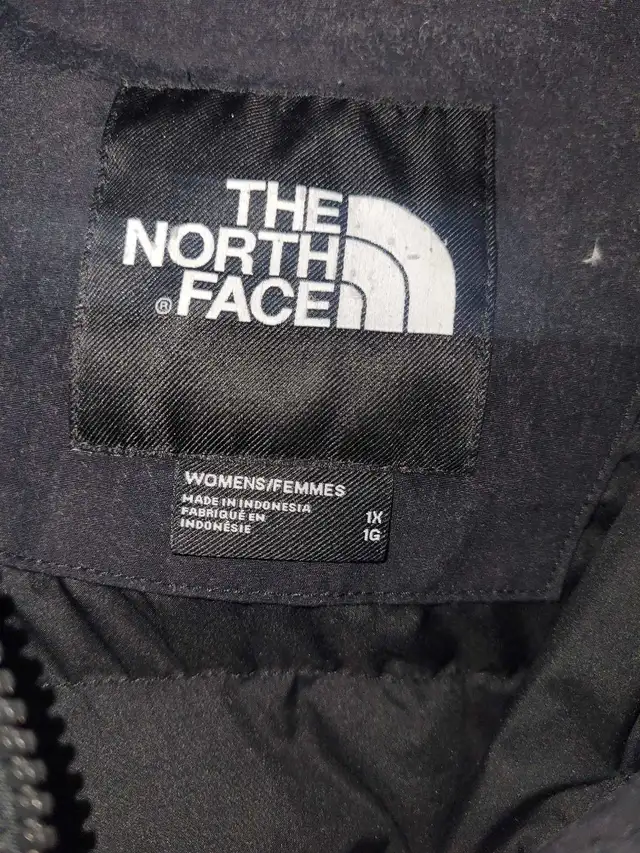 THE
NORTH
® FACE
WOMENS/FEMMES
MADE IN INDONESIA
FABRIQUÉ EN
INDONÉSIE
1X
1G